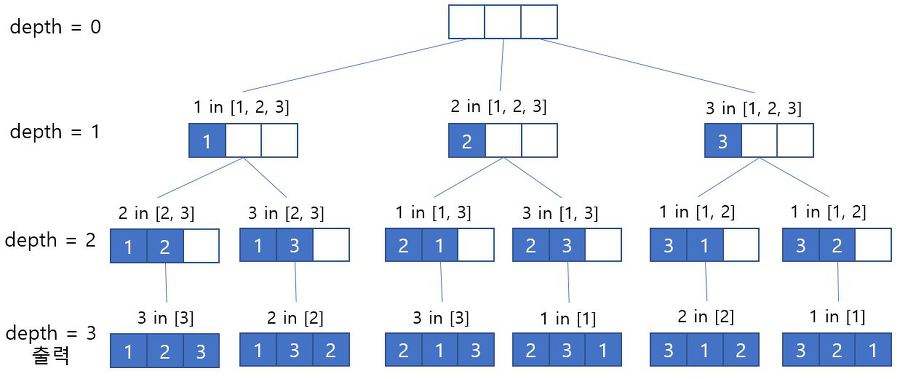 depth = 0
1 in [1, 2, 3] 2 in [1, 2, 3] 3 in [1, 2, 3]
depth = 1
1 2 3
2 in [2, 3] 3 in [2, 3] 1 in [1, 3] 3 in [1, 3] 1 in [1, 2] 1 in [1, 2]
depth = 2
1 2 1 3 2 1 2 3 3 1 3 2
3 in [3] 2 in [2] 3 in [3] 1 in [1] 2 in [2] 1 in [1]
depth = 3
출력
1 2 3 1 3 2 2 1 3 2 3 1 3 1 2 3 2 1